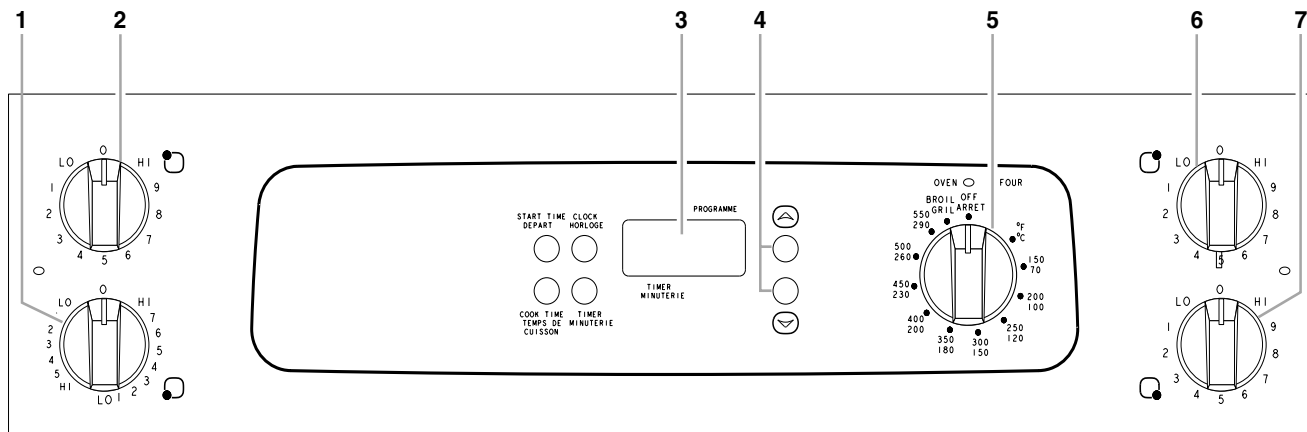 1 2 3 4 5 6 7
O
LO HI
1 9
2 8
3 7
4 5 6
O
LO HI
2 7
3 6
4 5
5 4
HI 3
LO 1 2
START TIME CLOCK
DEPART HORLOGE
PROGRAMME
TIMER
MINUTERIE
COOK TIME TIMER
TEMPS DE MINUTERIE
CUISSON
OVEN FOUR
BROIL OFF
GRIL ARRET
°F
°C
150
70
200
100
250
120
300
150
350
180
400
200
450
230
500
260
550
290
O
LO HI
1 9
2 8
3 7
4 5 6
O
LO HI
1 9
2 8
3 7
4 5 6